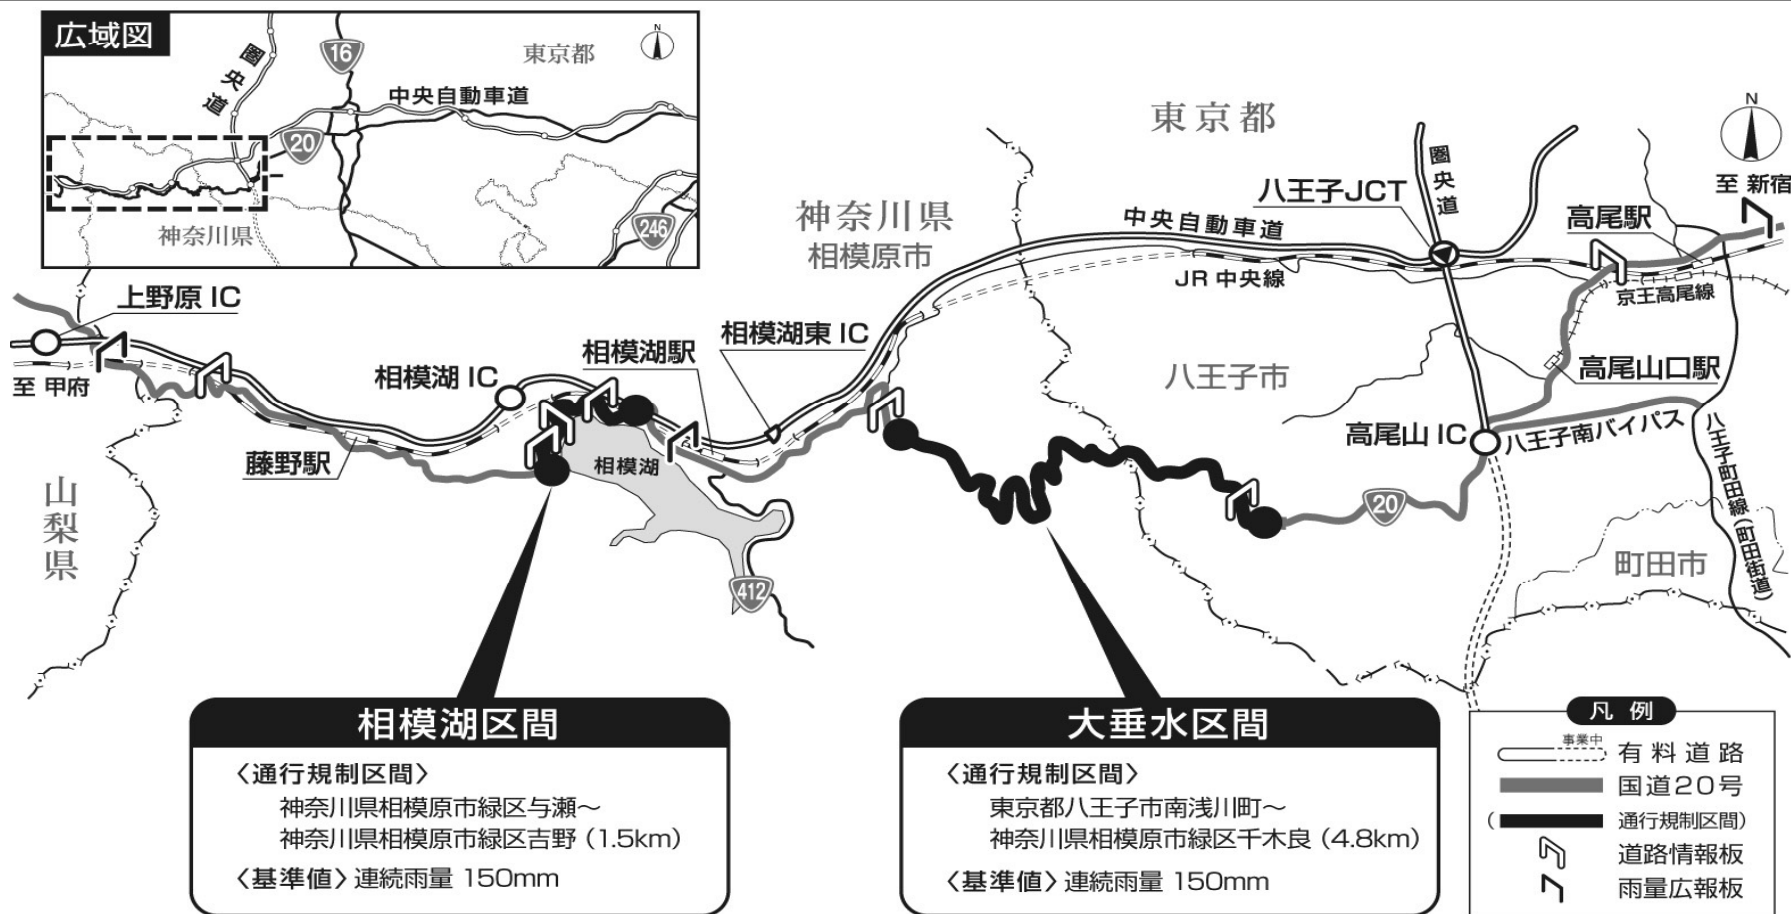 広域図
圏央道
16
東京都
N
中央自動車道
20
神奈川県
246
東京都
N
至 新宿
圏央道
八王子JCT
高尾駅
神奈川県
相模原市
中央自動車道
JR 中央線
京王高尾線
上野原 IC
至 甲府
相模湖 IC
相模湖駅
相模湖東 IC
八王子市
高尾山口駅
高尾山 IC
八王子南バイパス
八王子町田線(町田街道)
藤野駅
相模湖
山梨県
20
町田市
412
相模湖区間
〈通行規制区間〉
神奈川県相模原市緑区与瀬～
神奈川県相模原市緑区吉野 (1.5km)
〈基準値〉連続雨量 150mm
大垂水区間
〈通行規制区間〉
東京都八王子市南浅川町～
神奈川県相模原市緑区千木良 (4.8km)
〈基準値〉連続雨量 150mm
凡 例
事業中
有 料 道 路
国道20号
( 通行規制区間)
道路情報板
雨量広報板